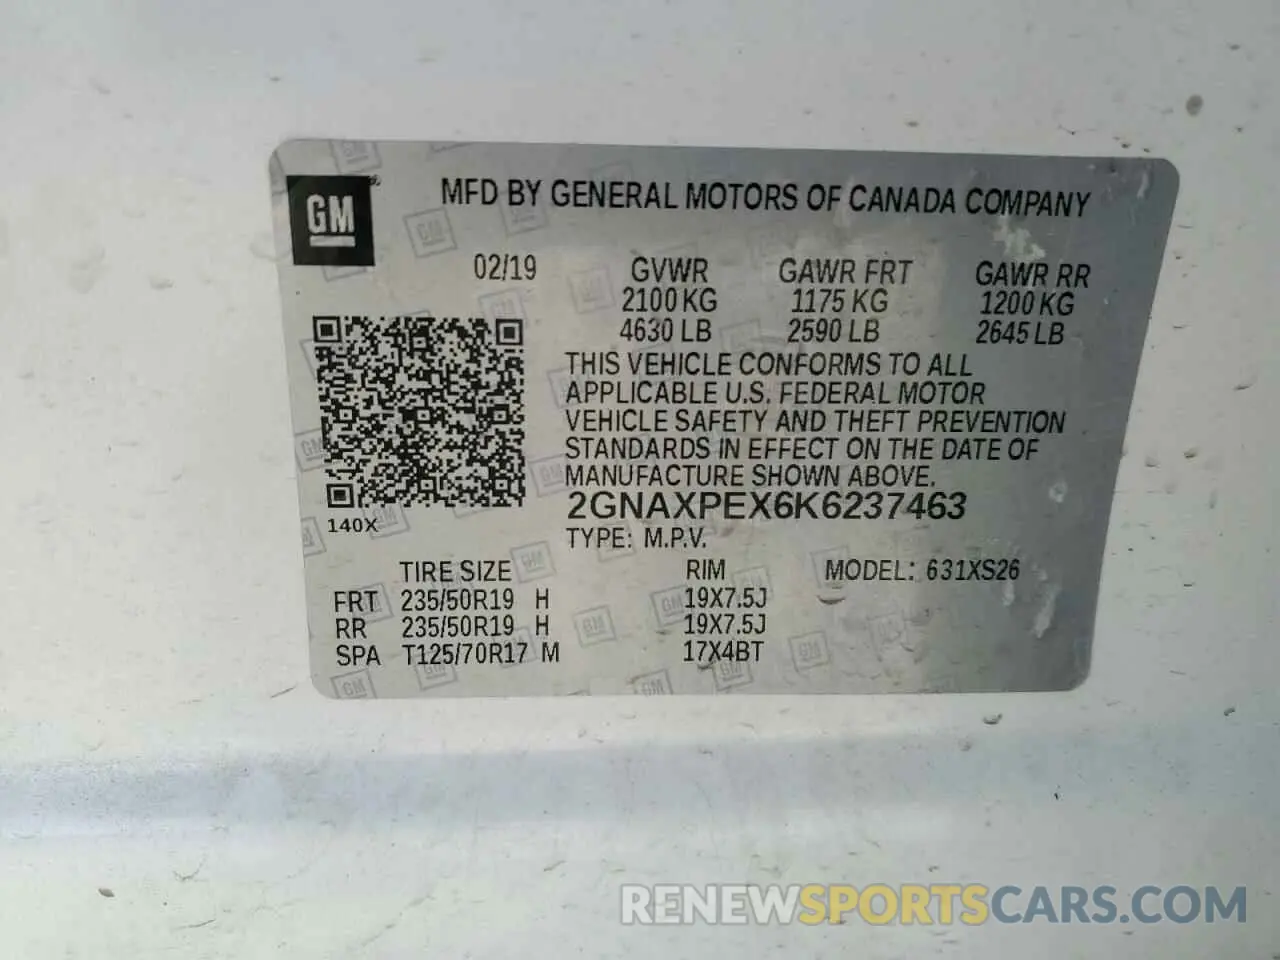 GM
MFD BY GENERAL MOTORS OF CANADA COMPANY
02/19 GVWR GAWR FRT GAWR RR
2100 KG 1175 KG 1200 KG
4630 LB 2590 LB 2645 LB
THIS VEHICLE CONFORMS TO ALL
APPLICABLE U.S. FEDERAL MOTOR
VEHICLE SAFETY AND THEFT PREVENTION
STANDARDS IN EFFECT ON THE DATE OF
MANUFACTURE SHOWN ABOVE.
2GNAXPEX6K6237463
140X
TYPE: M.P.V.
TIRE SIZE RIM MODEL: 631XS26
FRT 235/50R19 H 19X7.5J
RR 235/50R19 H 19X7.5J
SPA T125/70R17 M 17X4BT
RENEWSPORTSCARS.COM